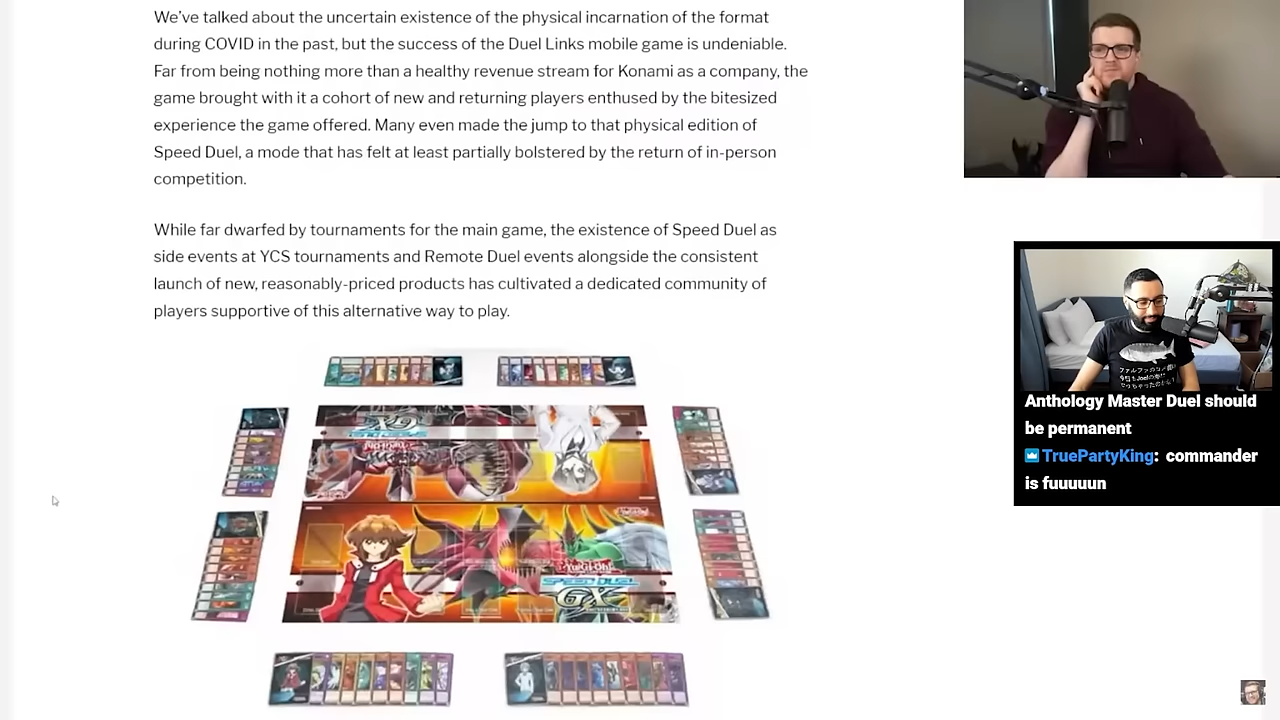 We've talked about the uncertain existence of the physical incarnation of the format
during COVID in the past, but the success of the Duel Links mobile game is undeniable.
Far from being nothing more than a healthy revenue stream for Konami as a company, the
game brought with it a cohort of new and returning players enthused by the bitesized
experience the game offered. Many even made the jump to that physical edition of
Speed Duel, a mode that has felt at least partially bolstered by the return of in-person
competition.
While far dwarfed by tournaments for the main game, the existence of Speed Duel as
side events at YCS tournaments and Remote Duel events alongside the consistent
launch of new, reasonably-priced products has cultivated a dedicated community of
players supportive of this alternative way to play.
Anthology Master Duel should
be permanent
TruePartyKing: commander
is fuuuuun
Yu-Gi-Oh!
SPEED DUEL
GX